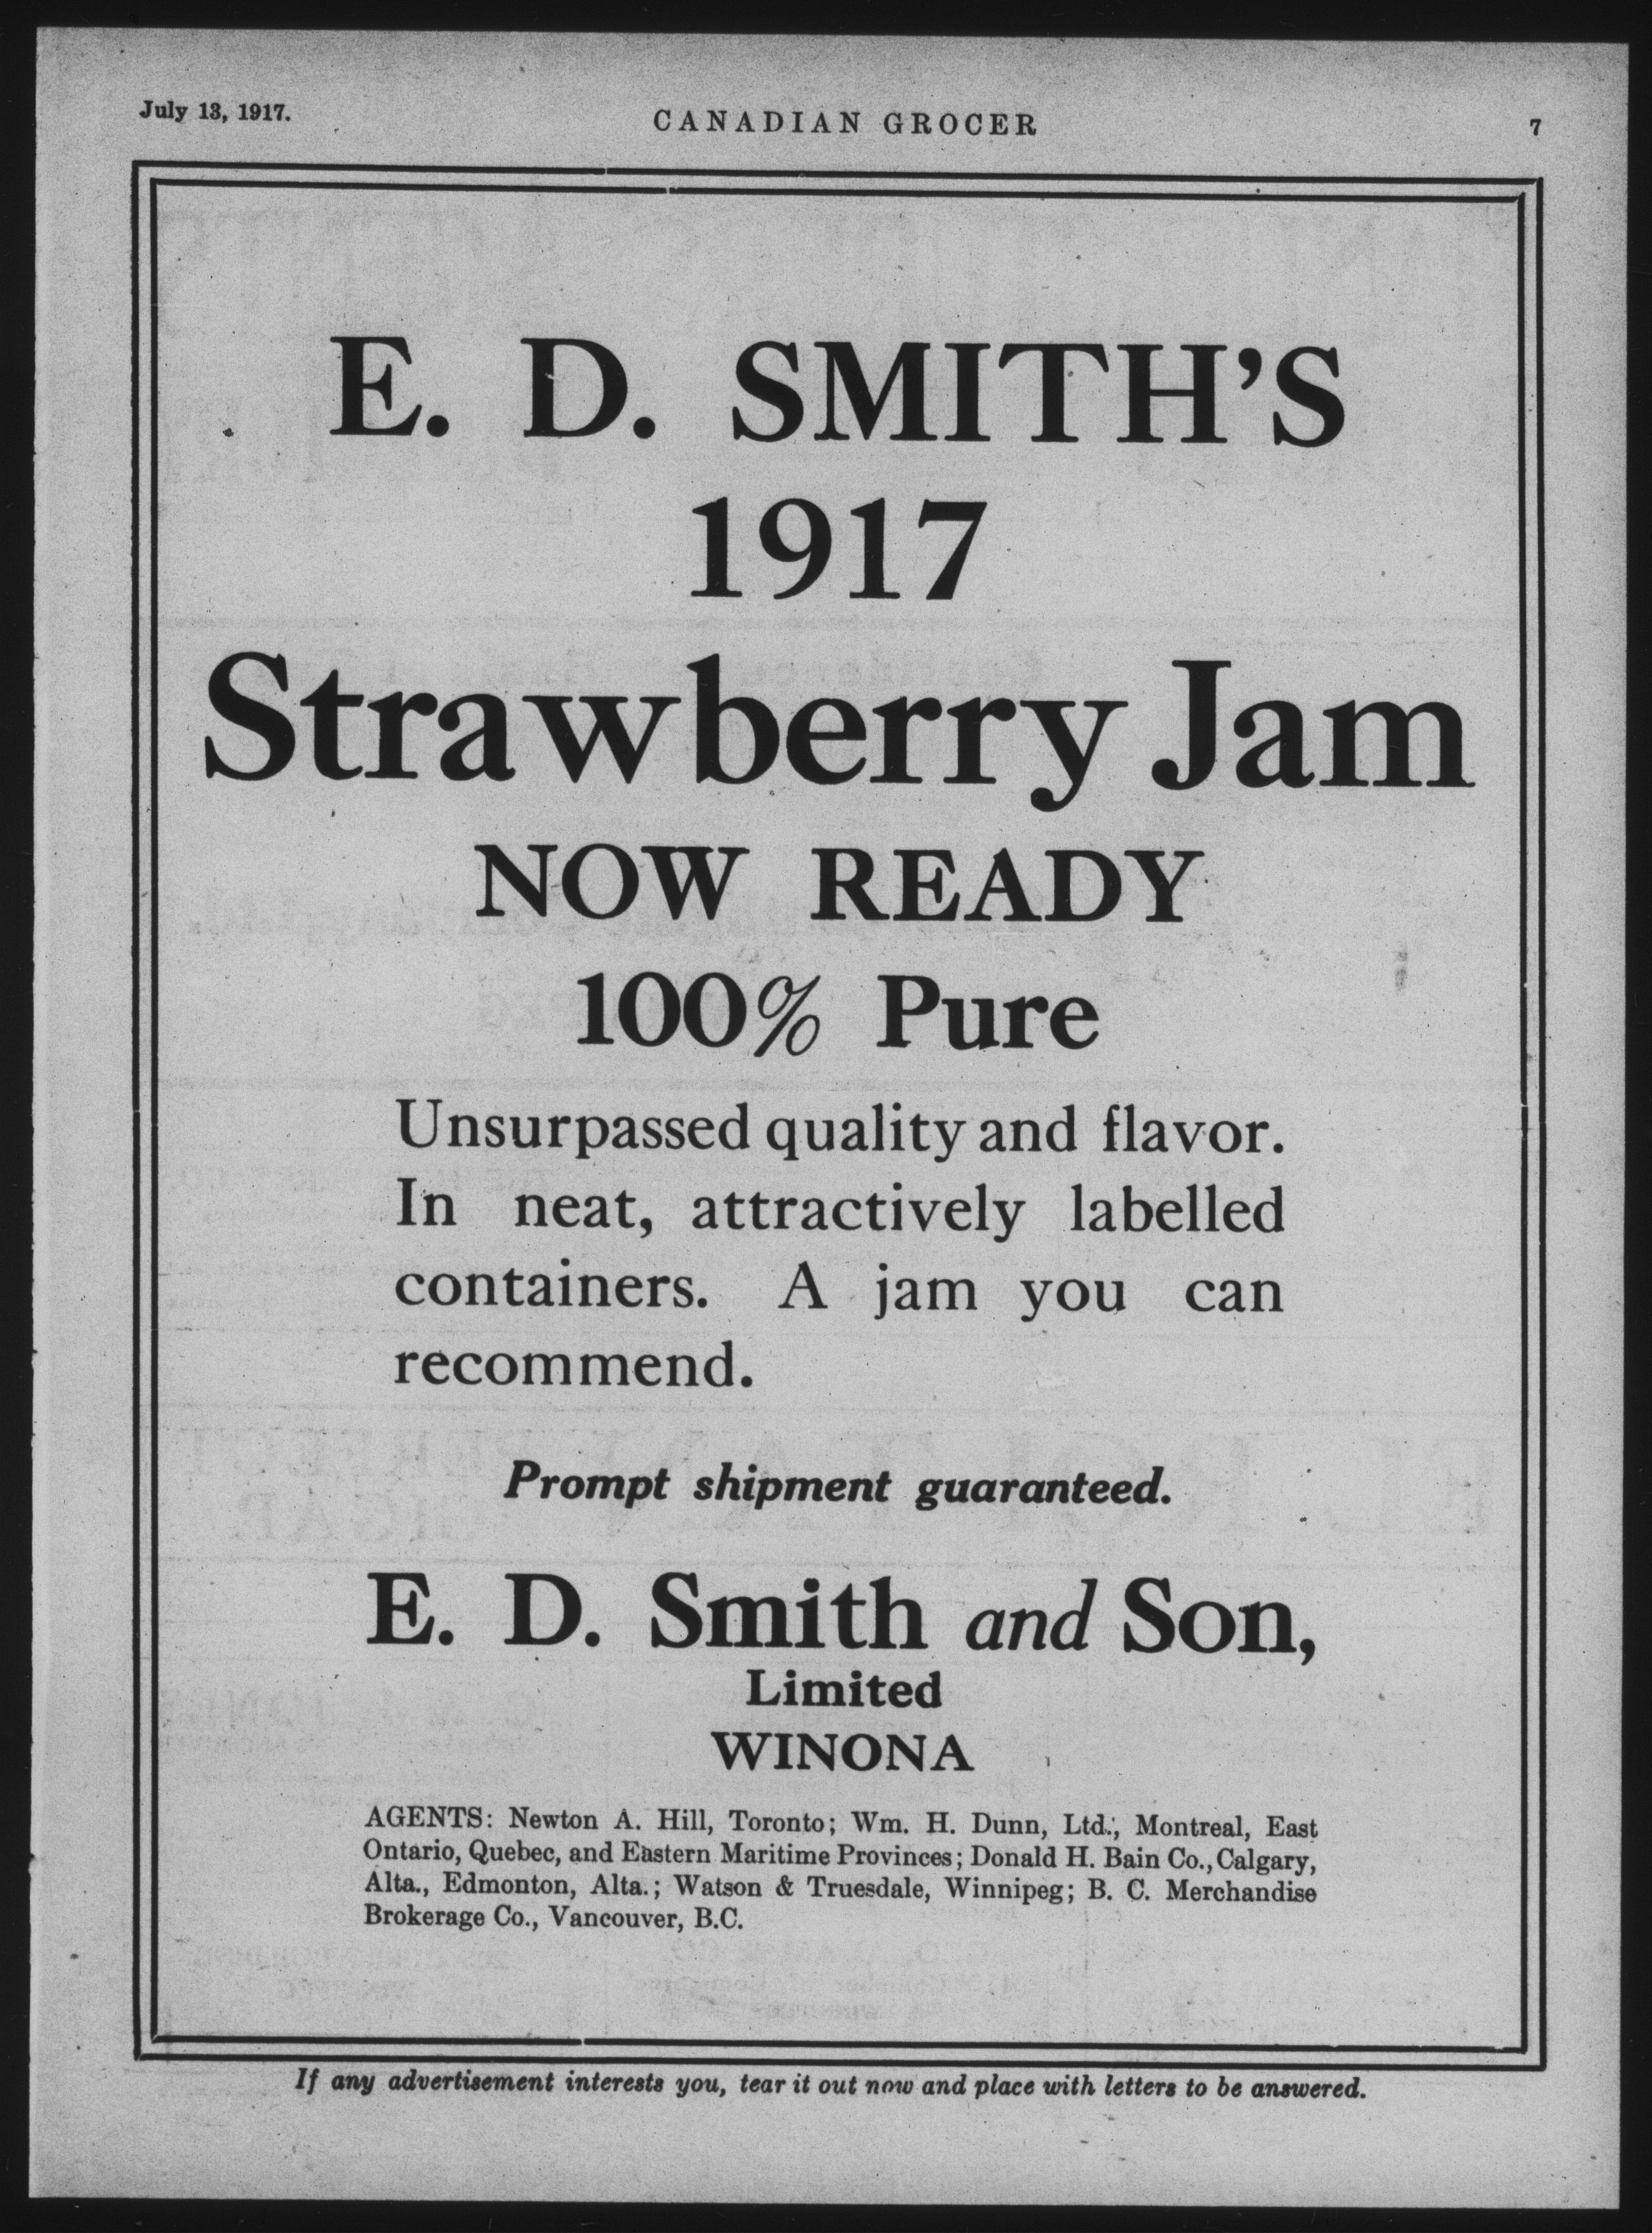 July 13, 1917.
CANADIAN GROCER
7
E. D. SMITH'S
1917
Strawberry Jam
NOW READY
100% Pure
Unsurpassed quality and flavor.
In neat, attractively labelled
containers. A jam you can
recommend.
Prompt shipment guaranteed.
E. D. Smith and Son,
Limited
WINONA
AGENTS: Newton A. Hill, Toronto; Wm. H. Dunn, Ltd., Montreal, East
Ontario, Quebec, and Eastern Maritime Provinces; Donald H. Bain Co., Calgary,
Alta., Edmonton, Alta.; Watson & Truesdale, Winnipeg; B. C. Merchandise
Brokerage Co., Vancouver, B.C.
If any advertisement interests you, tear it out now and place with letters to be answered.